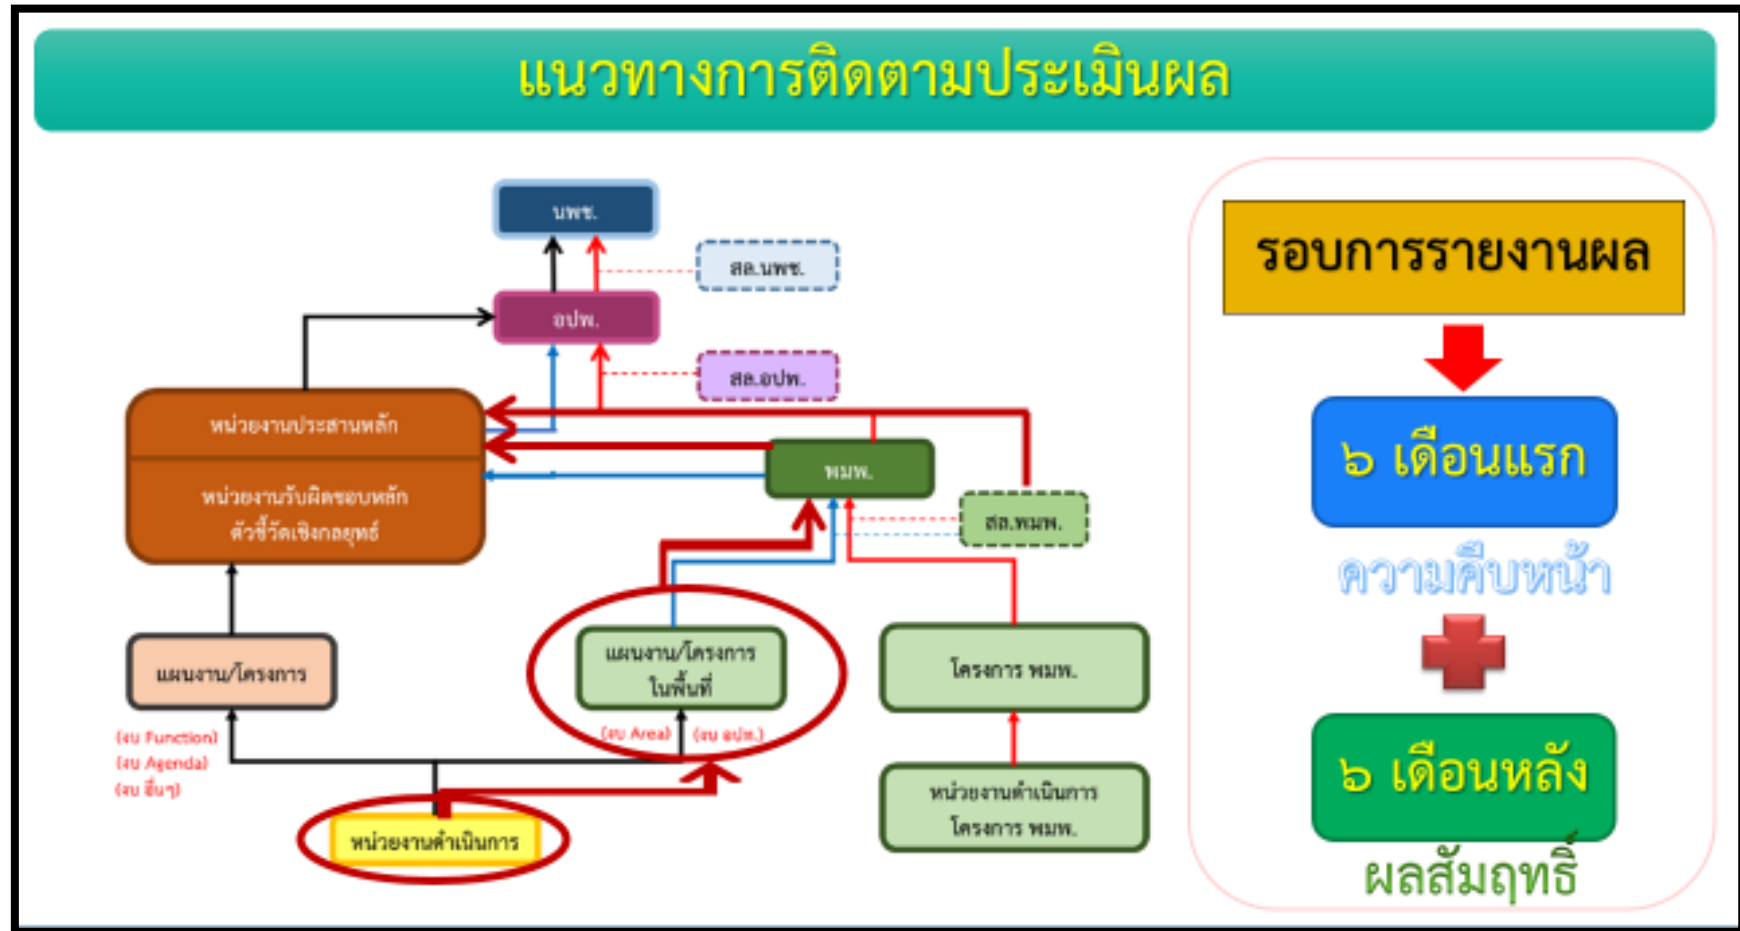 แนวทางการติดตามประเมินผล
นพช.
สล.นพช.
อปพ.
สล.อปพ.
หน่วยงานประสานหลัก
หน่วยงานรับผิดชอบหลัก
ตัวชี้วัดเชิงกลยุทธ์
พมพ.
สล.พมพ.
แผนงาน/โครงการ
แผนงาน/โครงการ
ในพื้นที่
โครงการ พมพ.
(งบ Function)
(งบ Agenda)
(งบ อื่นๆ)
(งบ Area) (งบ อปท.)
หน่วยงานดำเนินการ
หน่วยงานดำเนินการ
โครงการ พมพ.
รอบการรายงานผล
๖ เดือนแรก
ความคืบหน้า
๖ เดือนหลัง
ผลสัมฤทธิ์